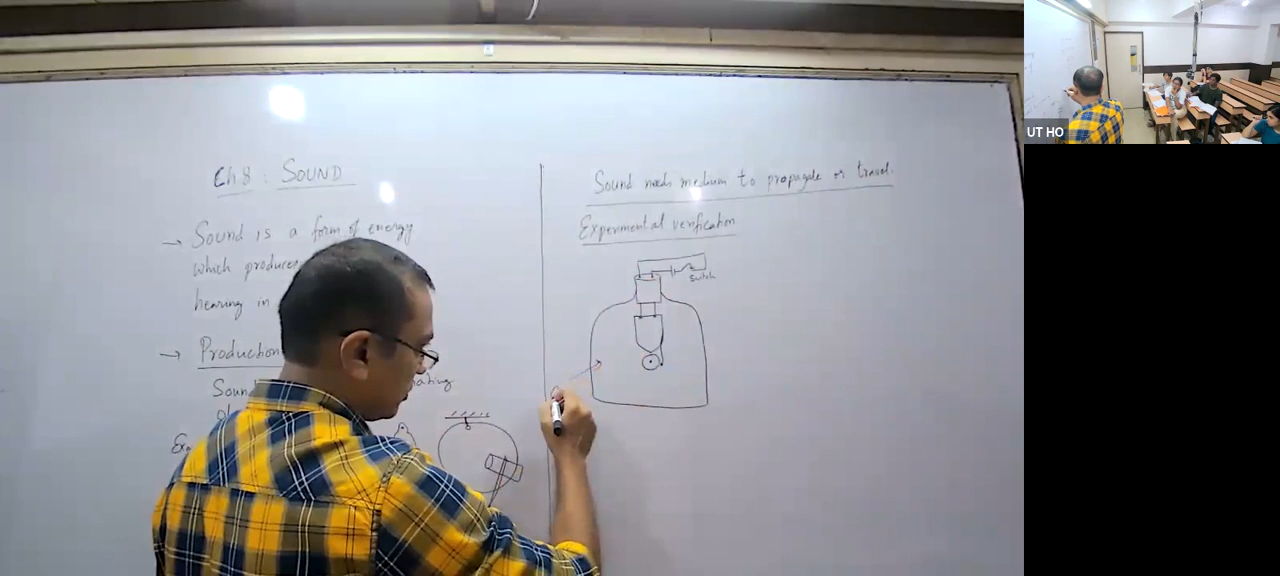 Ch 8 : SOUND
→ Sound is a form of energy
which produces
hearing in
→ Production
Sound
Sound needs medium to propagate or travel.
Experimental verification
Switch
UT HO